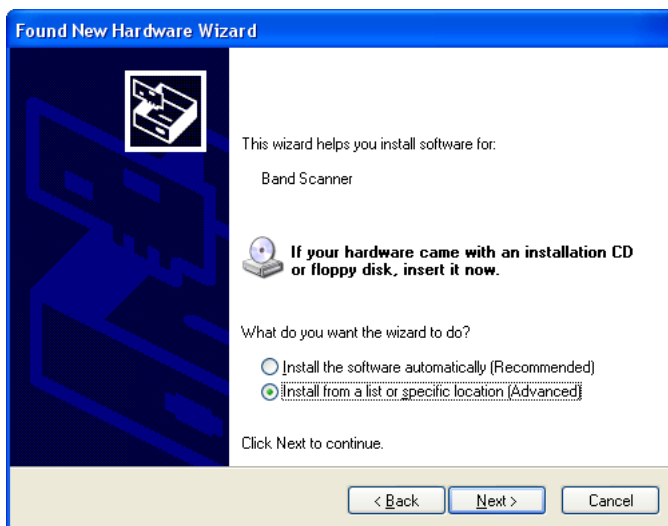 Found New Hardware Wizard
This wizard helps you install software for:
Band Scanner
If your hardware came with an installation CD
or floppy disk, insert it now.
What do you want the wizard to do?
Install the software automatically (Recommended)
Install from a list or specific location (Advanced)
Click Next to continue.
< Back Next > Cancel